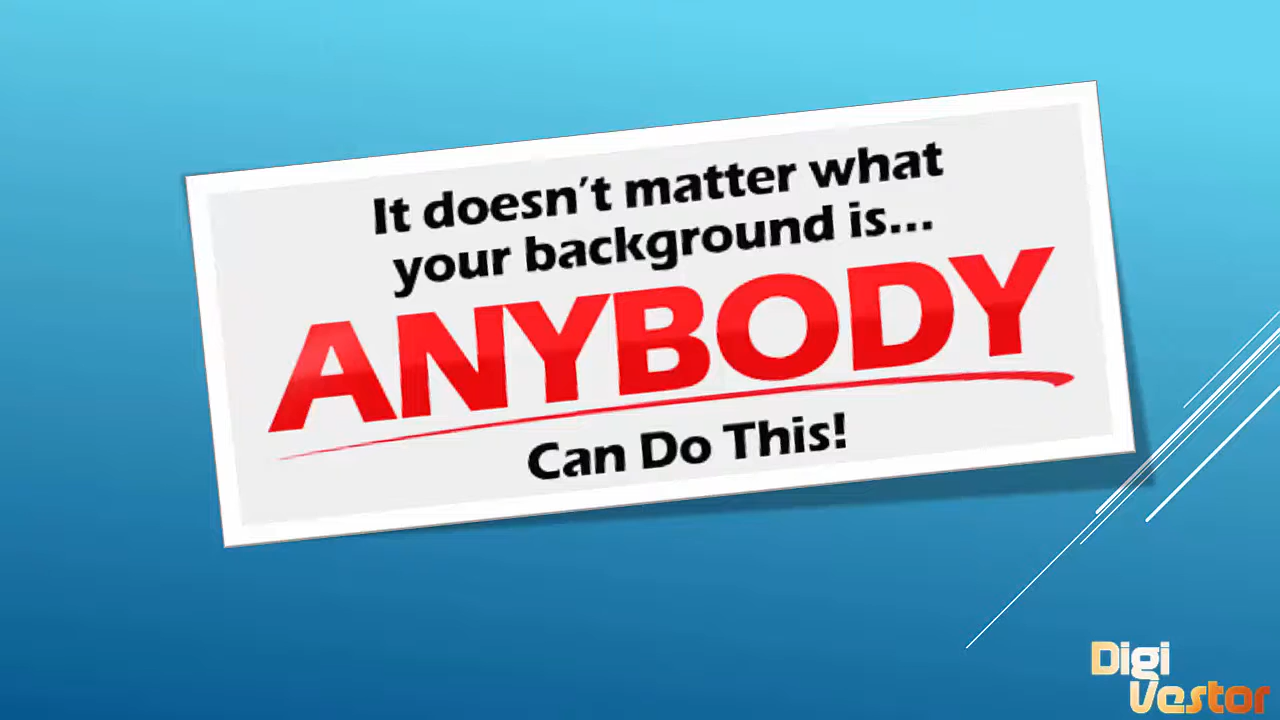 It doesn't matter what
your background is...
ANYBODY
Can Do This!
Digi
Vestor